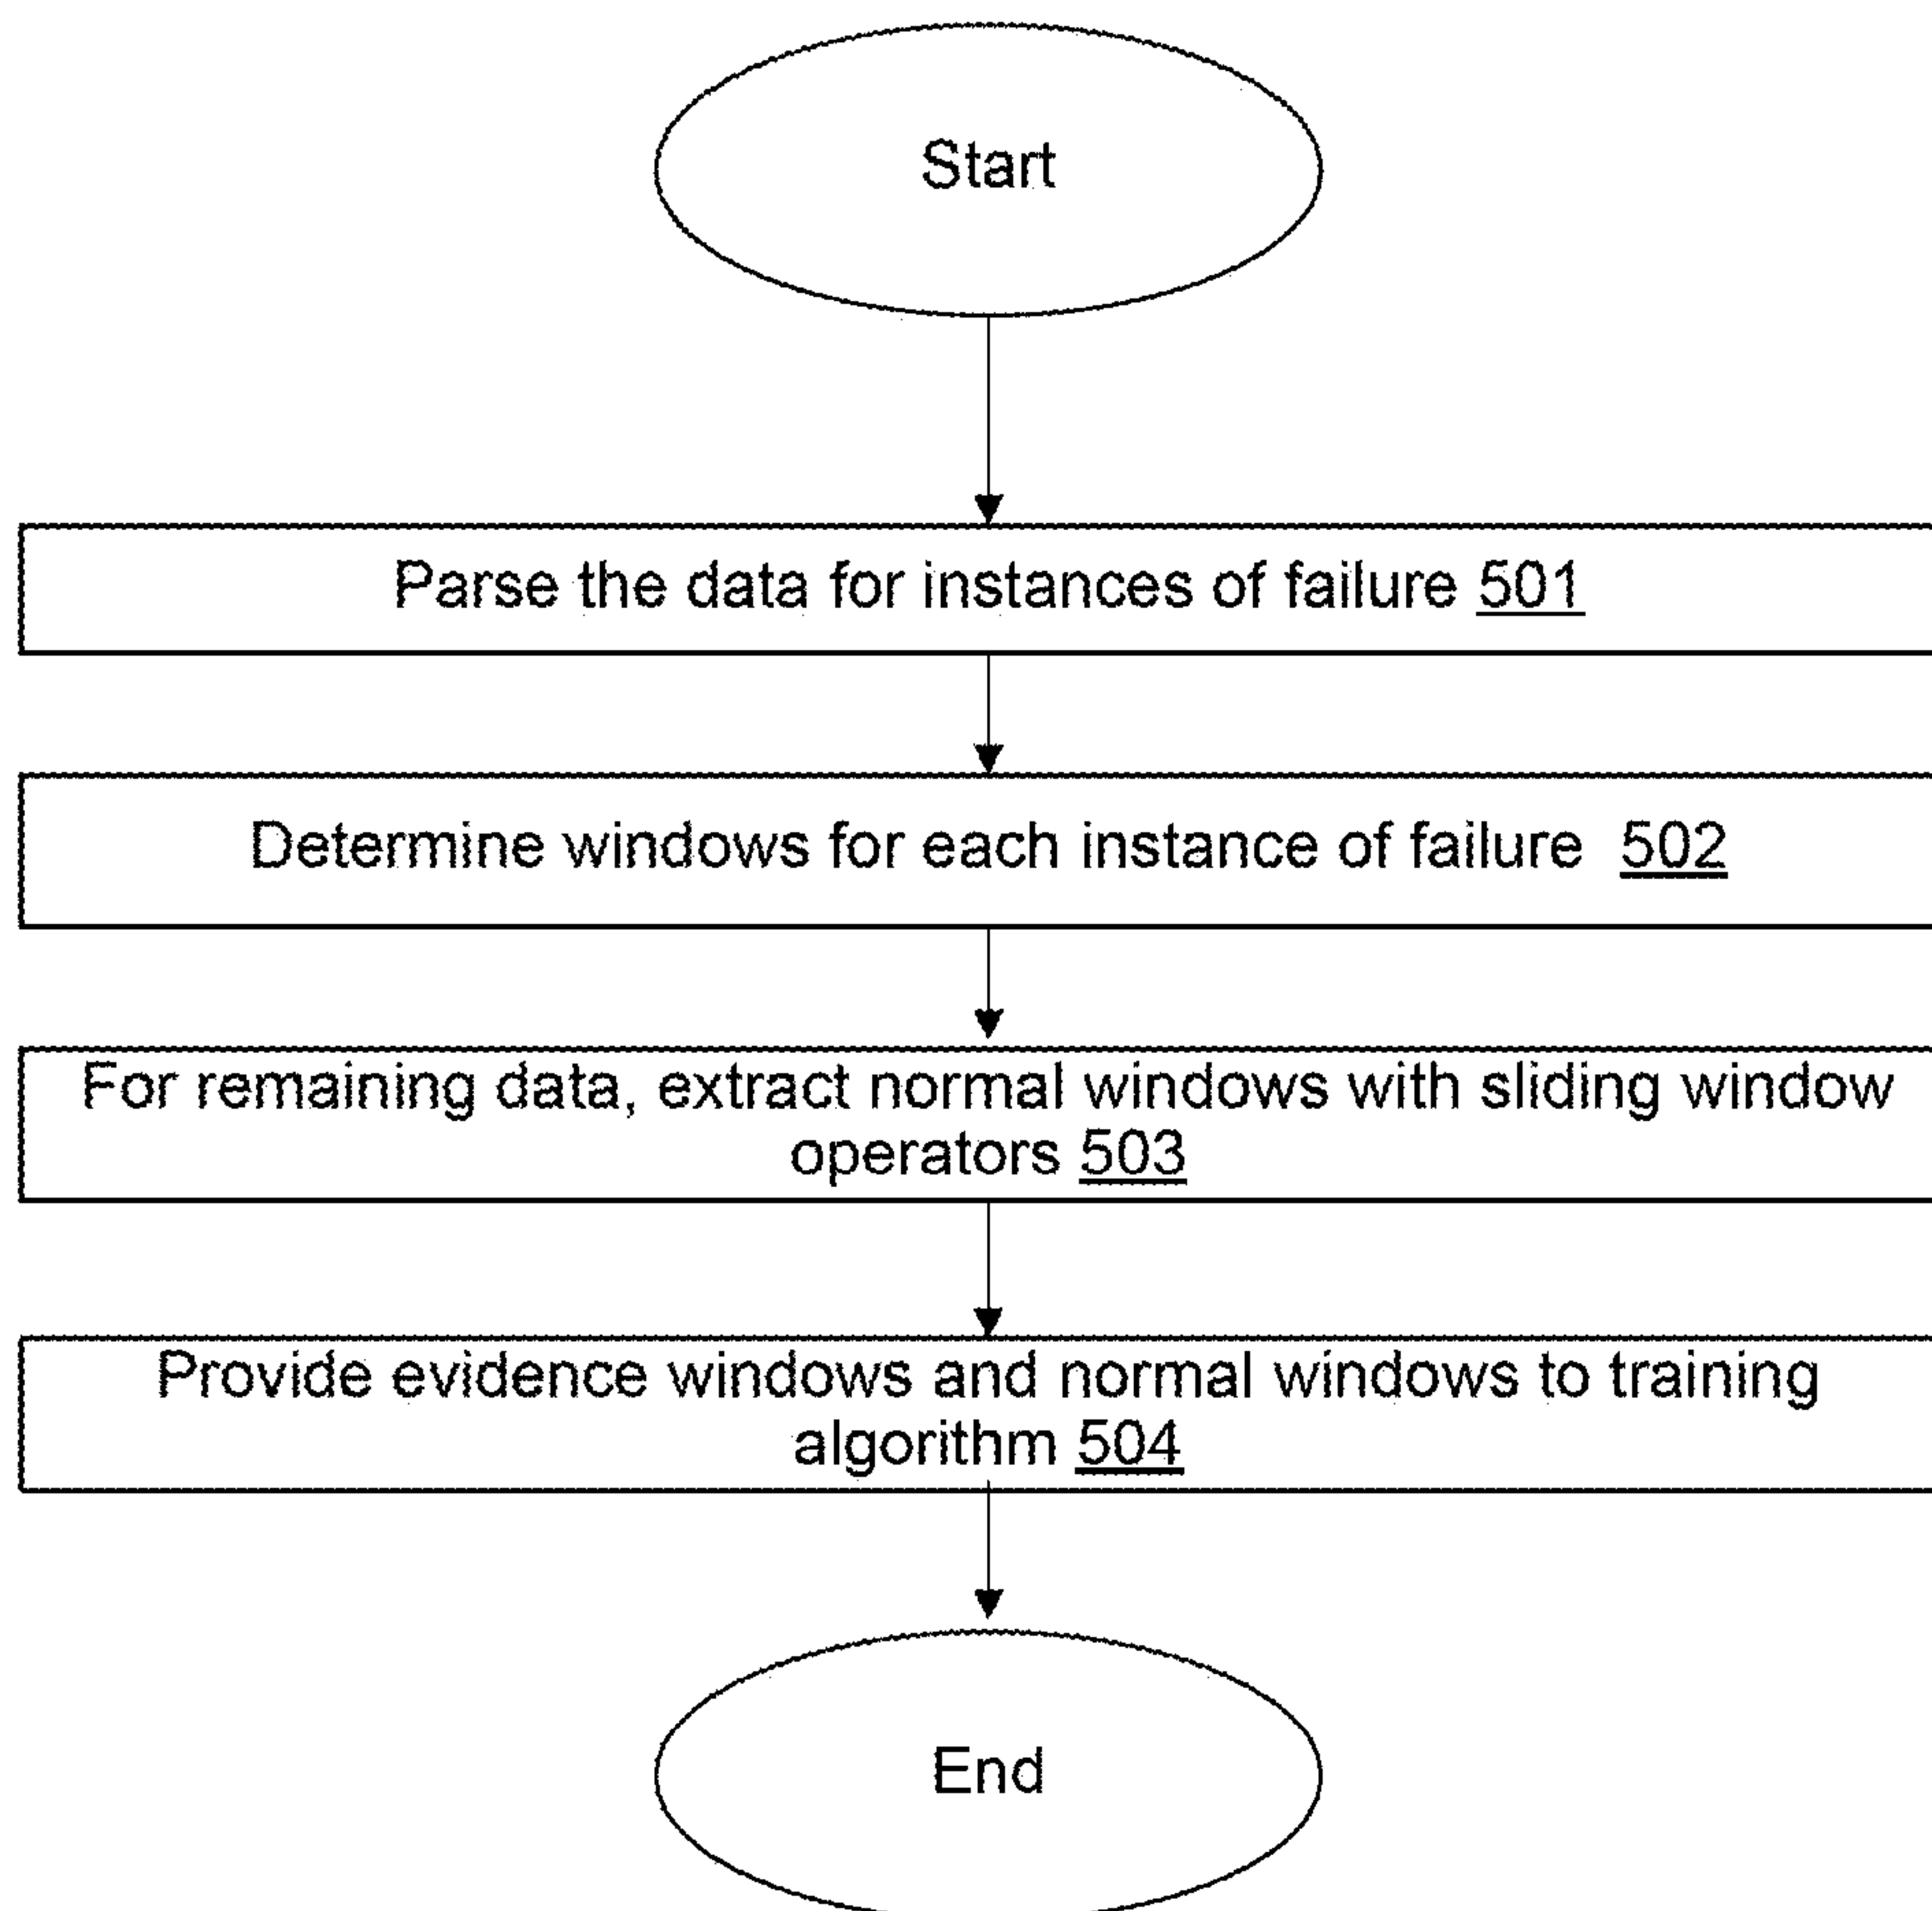 Start
Parse the data for instances of failure 501
Determine windows for each instance of failure 502
For remaining data, extract normal windows with sliding window
operators 503
Provide evidence windows and normal windows to training
algorithm 504
End